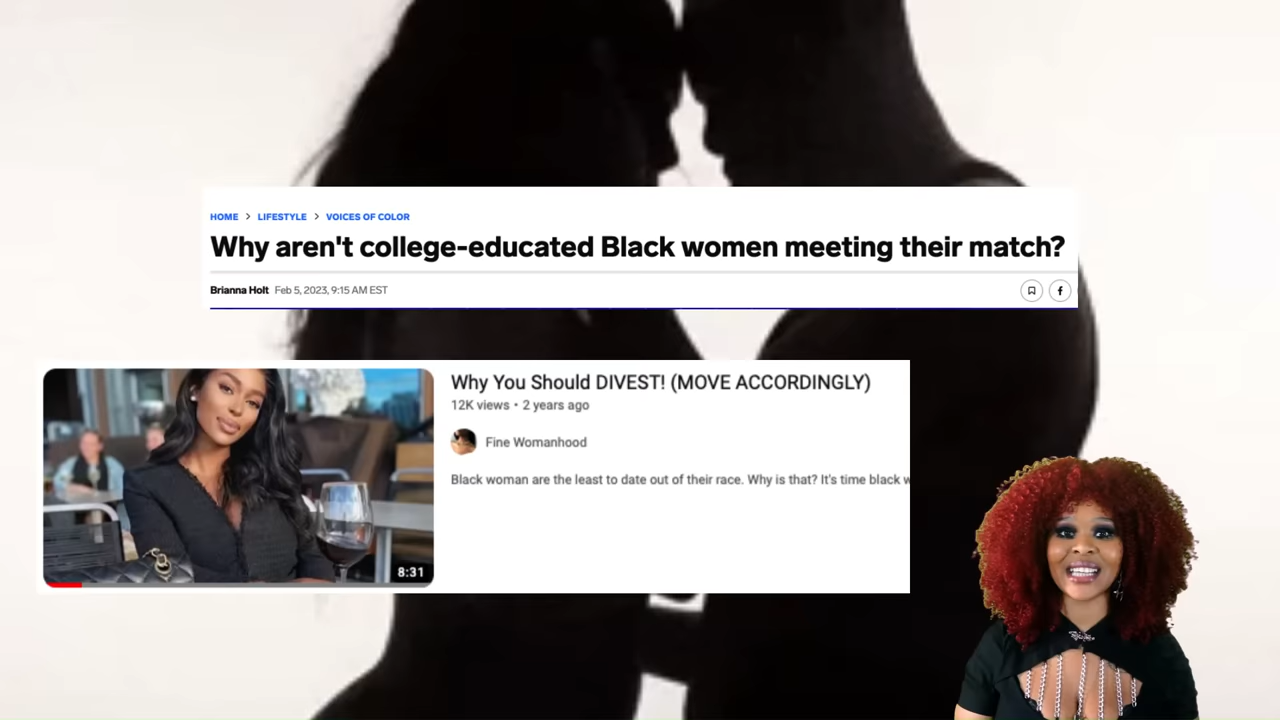 HOME > LIFESTYLE > VOICES OF COLOR
Why aren't college-educated Black women meeting their match?
Brianna Holt Feb 5, 2023, 9:15 AM EST
Why You Should DIVEST! (MOVE ACCORDINGLY)
12K views • 2 years ago
Fine Womanhood
Black woman are the least to date out of their race. Why is that? It's time black
8:31